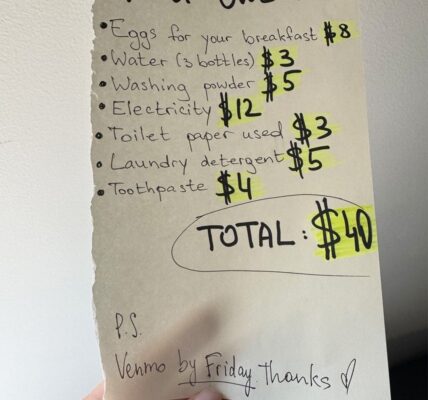 • Eggs for your breakfast $8
• Water (3 bottles) $3
• Washing powder $5
• Electricity $12
• Toilet paper used $3
• Laundry detergent $5
• Toothpaste $4
TOTAL: $40
P.S.
Venmo by Friday. Thanks ♡